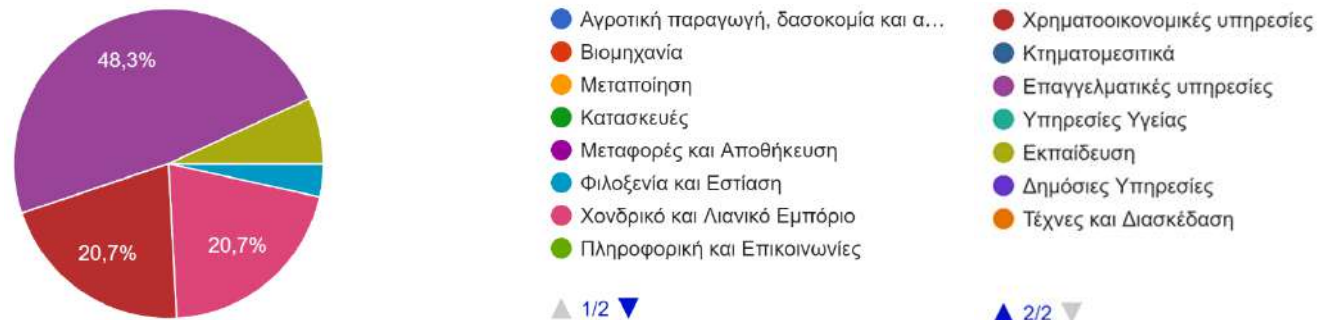 48,3%
20,7%
20,7%
Αγροτική παραγωγή, δασοκομία και α…
Βιομηχανία
Μεταποίηση
Κατασκευές
Μεταφορές και Αποθήκευση
Φιλοξενία και Εστίαση
Χονδρικό και Λιανικό Εμπόριο
Πληροφορική και Επικοινωνίες
1/2
Χρηματοοικονομικές υπηρεσίες
Κτηματομεσιτικά
Επαγγελματικές υπηρεσίες
Υπηρεσίες Υγείας
Εκπαίδευση
Δημόσιες Υπηρεσίες
Τέχνες και Διασκέδαση
2/2